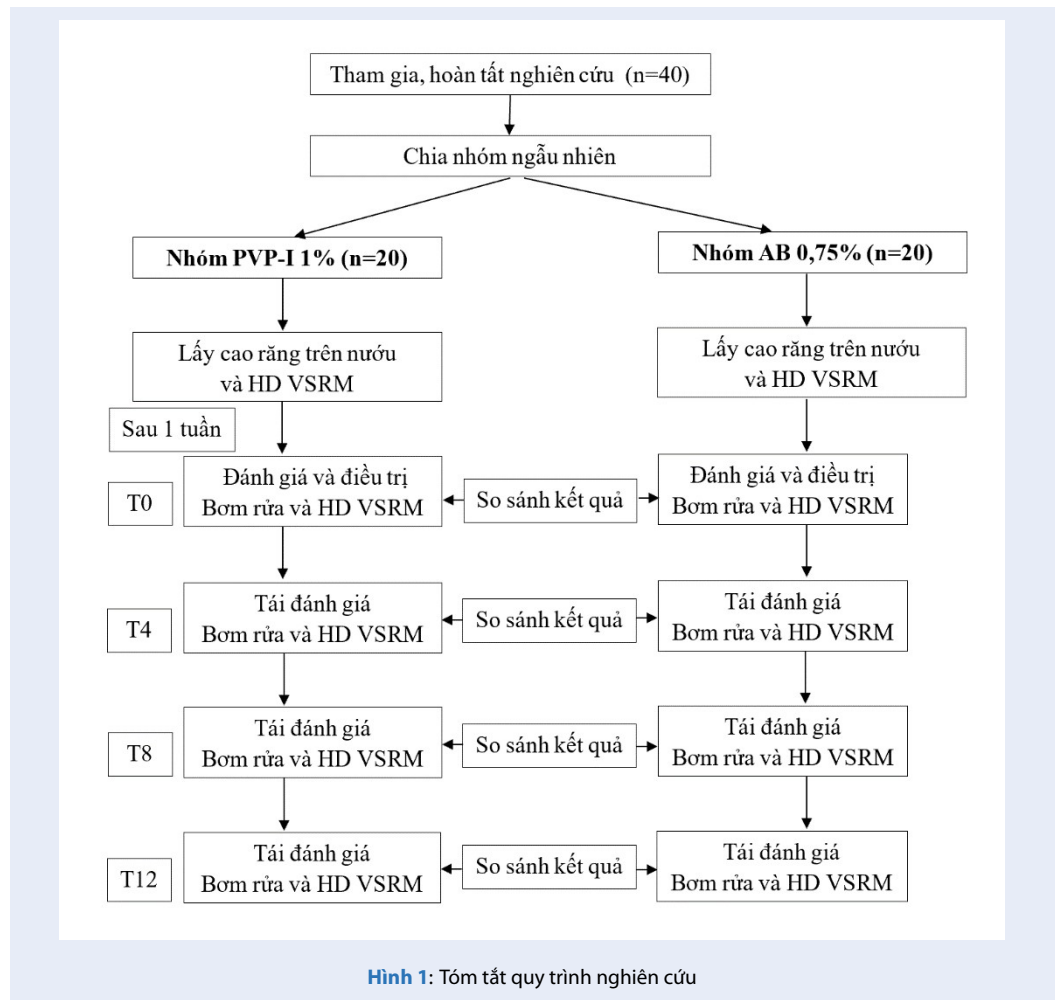 Tham gia, hoàn tất nghiên cứu (n=40)
Chia nhóm ngẫu nhiên
Nhóm PVP-I 1% (n=20)
Nhóm AB 0,75% (n=20)
Lấy cao răng trên nướu
và HD VSRM
Lấy cao răng trên nướu
và HD VSRM
Sau 1 tuần
T0
Đánh giá và điều trị
Bơm rửa và HD VSRM
So sánh kết quả
Đánh giá và điều trị
Bơm rửa và HD VSRM
T4
Tái đánh giá
Bơm rửa và HD VSRM
So sánh kết quả
Tái đánh giá
Bơm rửa và HD VSRM
T8
Tái đánh giá
Bơm rửa và HD VSRM
So sánh kết quả
Tái đánh giá
Bơm rửa và HD VSRM
T12
Tái đánh giá
Bơm rửa và HD VSRM
So sánh kết quả
Tái đánh giá
Bơm rửa và HD VSRM
Hình 1: Tóm tắt quy trình nghiên cứu